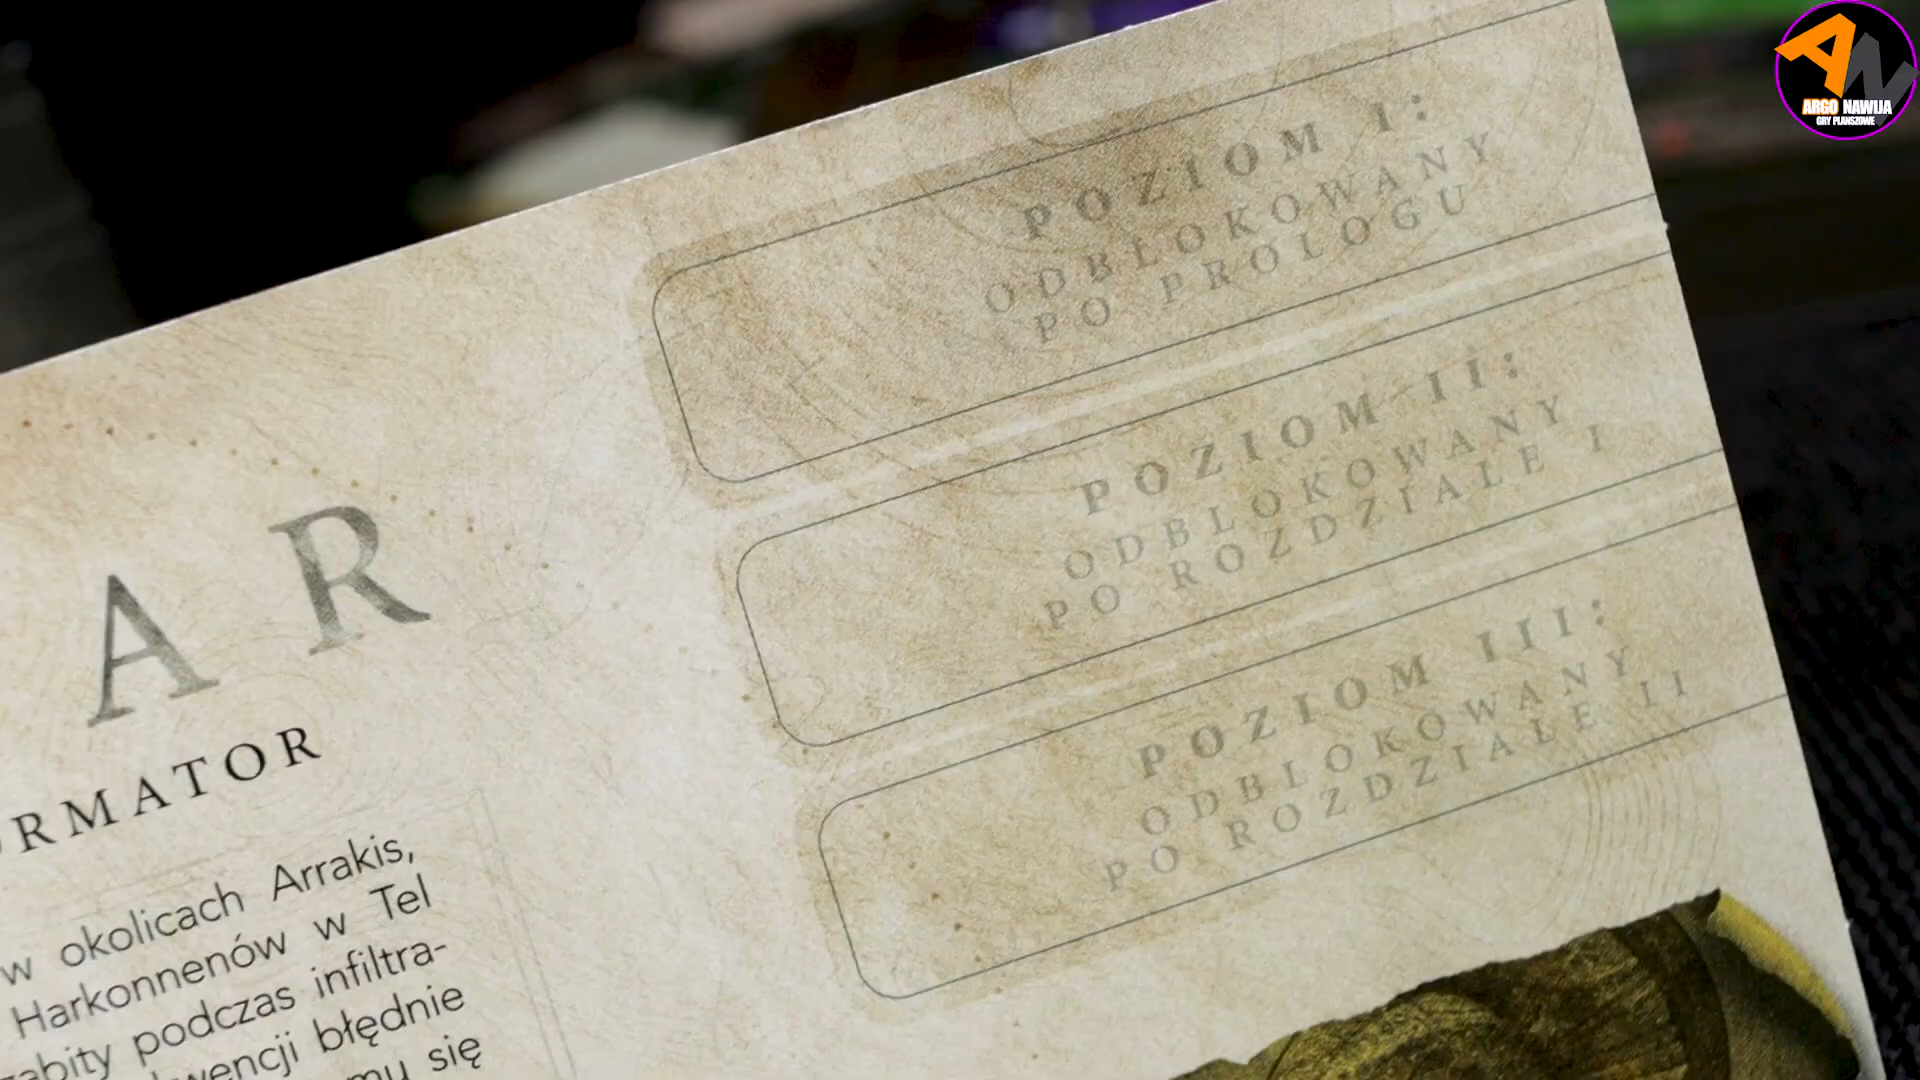 POZIOM I:
ODBLOKOWANY
PO PROLOGU
POZIOM II:
ODBLOKOWANY
PO ROZDZIALE I
POZIOM III:
ODBLOKOWANY
PO ROZDZIALE II
A R
RMATOR
w okolicach Arrakis,
Harkonnenów w Tel
podczas infiltra-
błędnie
się
ARGO NAWIJA
GRY PLANSZOWE